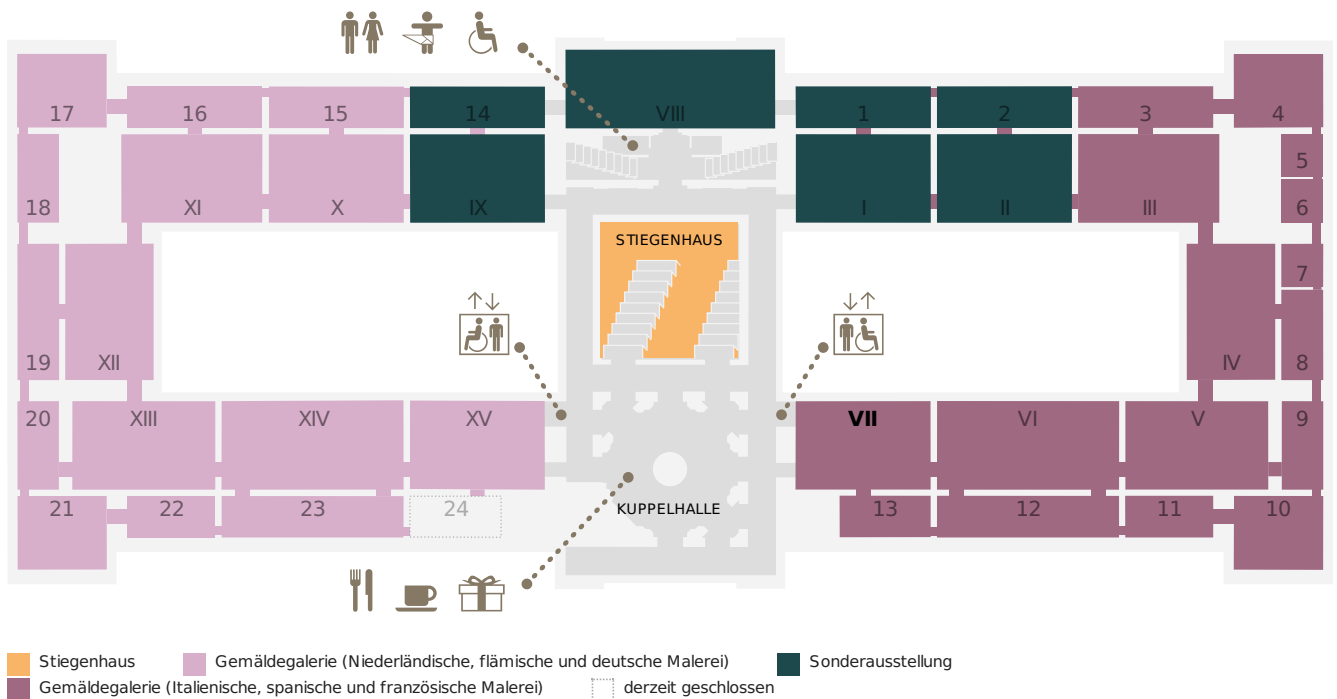 17
16
15
14
VIII
1
2
3
4
5
18
XI
X
IX
I
II
III
6
STIEGENHAUS
7
19
XII
IV
8
20
XIII
XIV
XV
VII
VI
V
9
21
22
23
24
KUPPELHALLE
13
12
11
10
Stiegenhaus
Gemäldegalerie (Niederländische, flämische und deutsche Malerei)
Sonderausstellung
Gemäldegalerie (Italienische, spanische und französische Malerei)
derzeit geschlossen